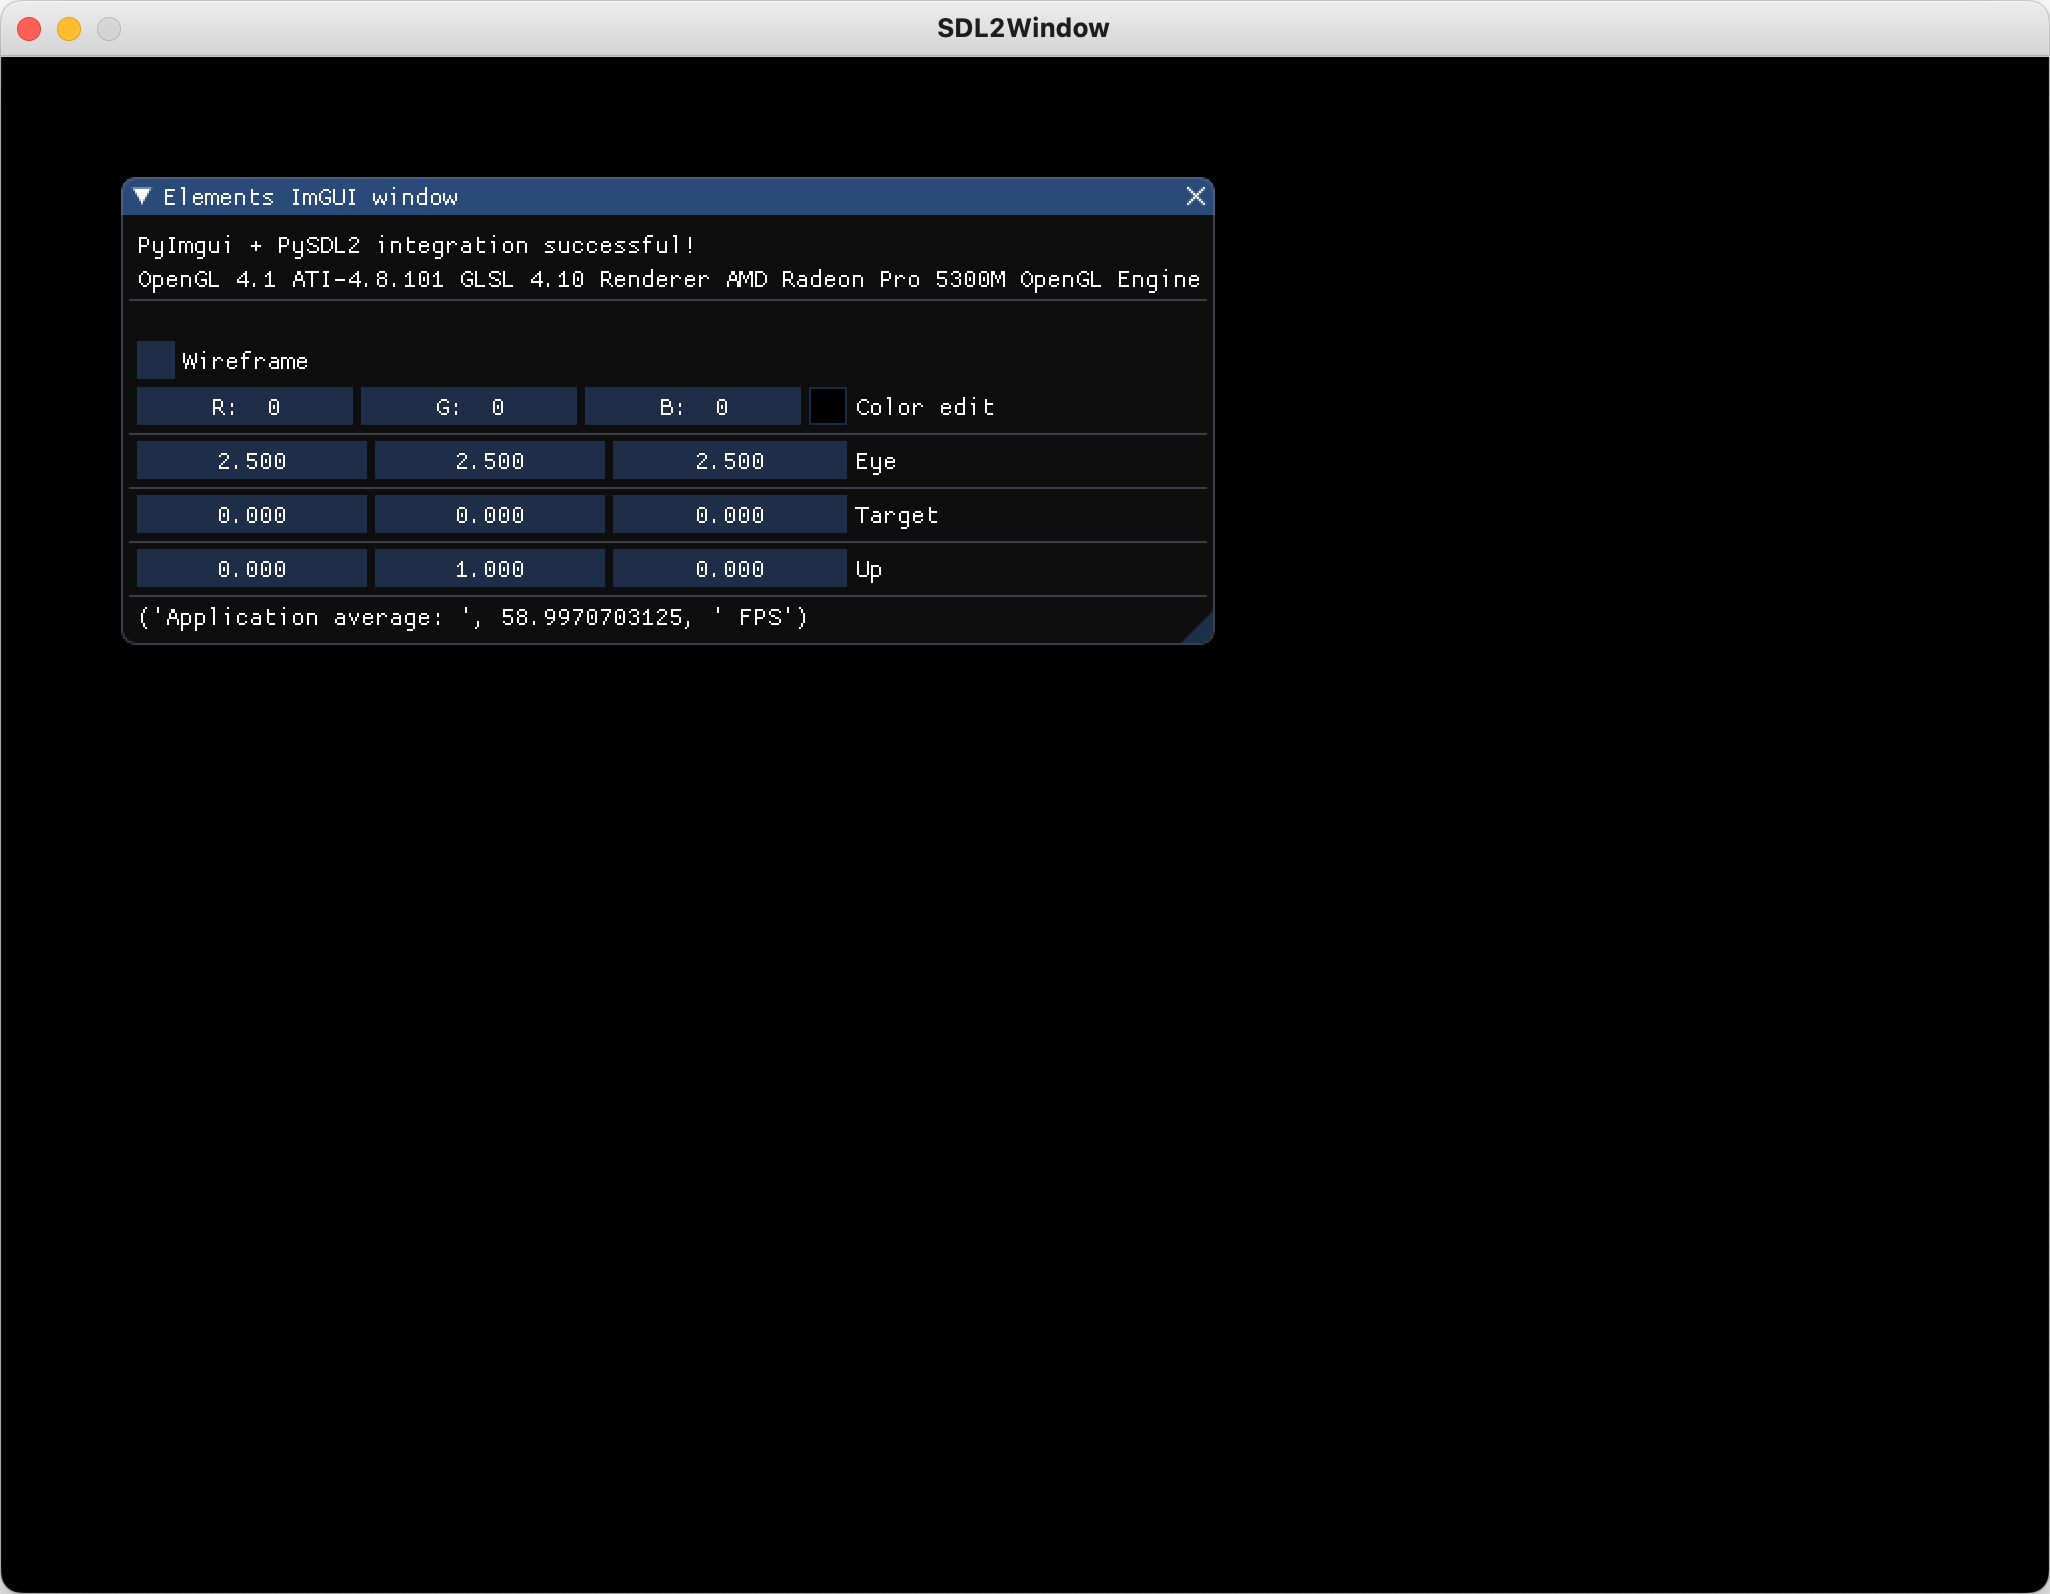 SDL2Window
Elements ImGUI window
PyImgui + PySDL2 integration successful!
OpenGL 4.1 ATI-4.8.101 GLSL 4.10 Renderer AMD Radeon Pro 5300M OpenGL Engine
Wireframe
R: 0 G: 0 B: 0 Color edit
2.500 2.500 2.500 Eye
0.000 0.000 0.000 Target
0.000 1.000 0.000 Up
('Application average: ', 58.9970703125, ' FPS')